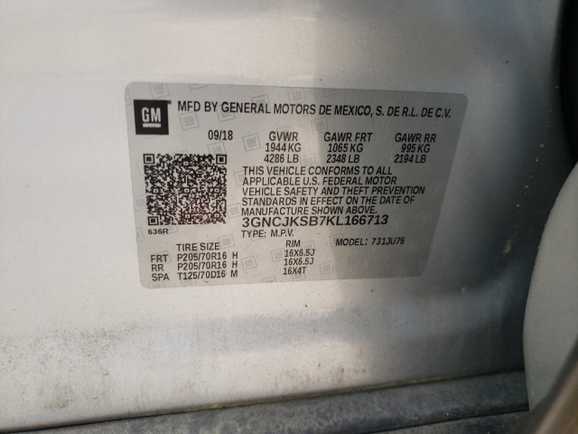 GM MFD BY GENERAL MOTORS DE MEXICO, S. DE R.L. DE C.V.
09/18 GVWR GAWR FRT GAWR RR
1944 KG 1065 KG 995 KG
4286 LB 2348 LB 2194 LB
THIS VEHICLE CONFORMS TO ALL
APPLICABLE U.S. FEDERAL MOTOR
VEHICLE SAFETY AND THEFT PREVENTION
STANDARDS IN EFFECT ON THE DATE OF
MANUFACTURE SHOWN ABOVE.
3GNCJKSB7KL166713
636R TYPE: M.P.V. MODEL: 731JU76
TIRE SIZE RIM
FRT P205/70R16 H 16X6.5J
RR P205/70R16 H 16X6.5J
SPA T125/70D16 M 16X4T